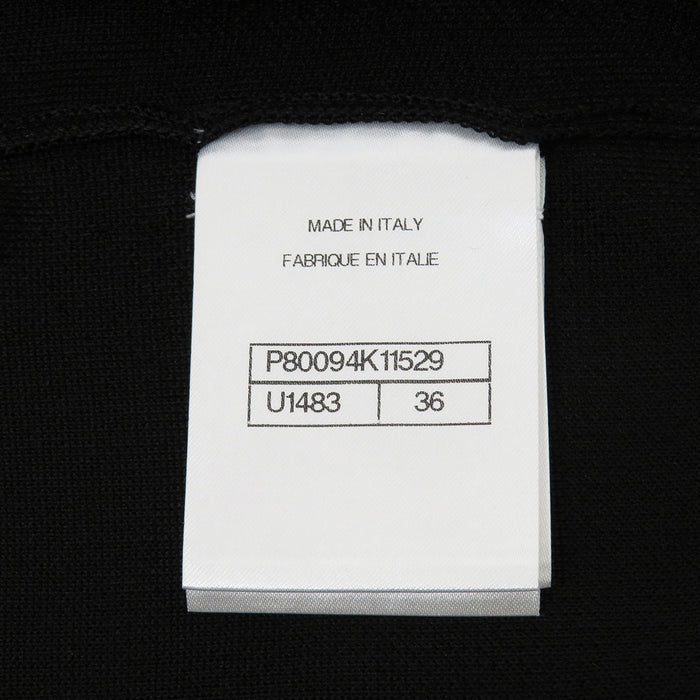 MADE IN ITALY
FABRIQUE EN ITALIE
P80094K11529
U1483 36